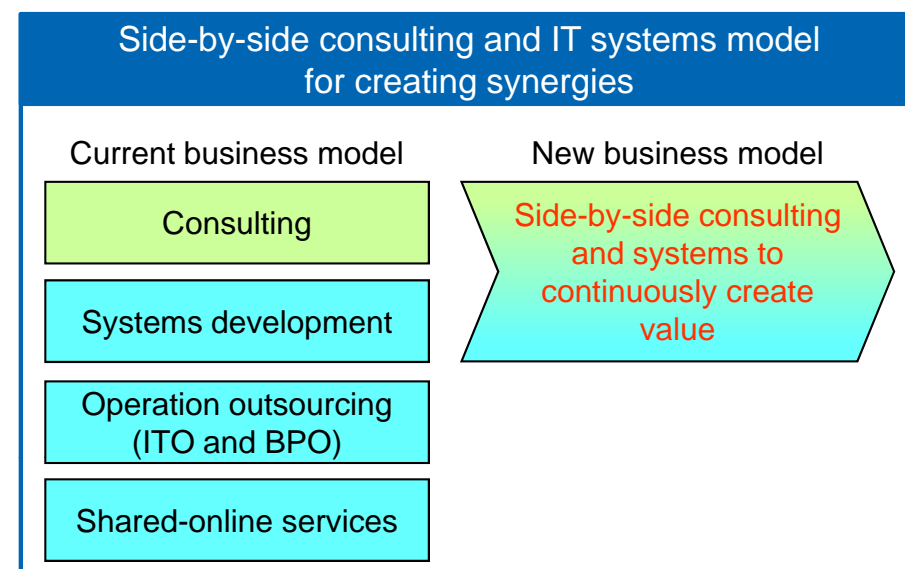 Side-by-side consulting and IT systems model
for creating synergies
Current business model
New business model
Consulting
Systems development
Operation outsourcing
(ITO and BPO)
Shared-online services
Side-by-side consulting
and systems to
continuously create
value